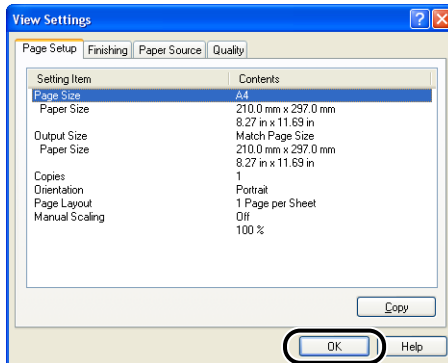 View Settings
Page Setup Finishing Paper Source Quality
Setting Item Contents
Page Size A4
Paper Size 210.0 mm x 297.0 mm
8.27 in x 11.69 in
Output Size Match Page Size
Paper Size 210.0 mm x 297.0 mm
8.27 in x 11.69 in
Copies 1
Orientation Portrait
Page Layout 1 Page per Sheet
Manual Scaling Off
100 %
Copy
OK Help